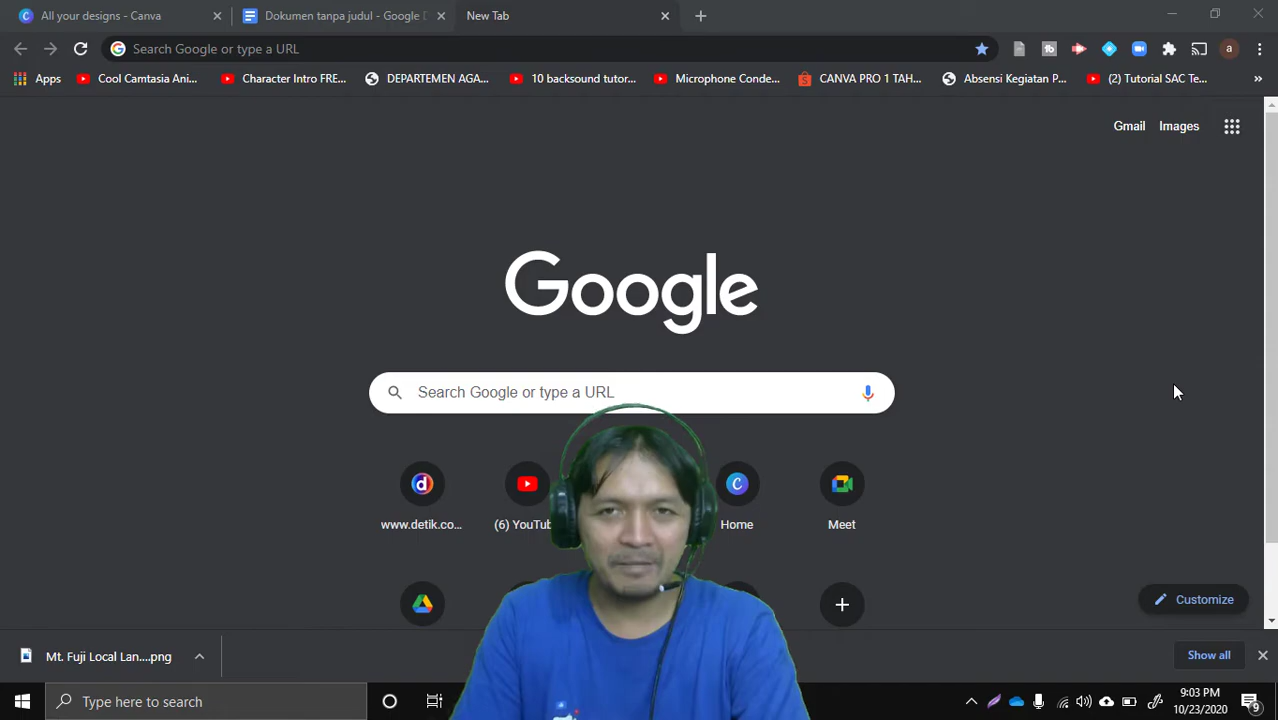 All your designs - Canva
Dokumen tanpa judul - Google D
New Tab
Search Google or type a URL
a
Apps
Cool Camtasia Ani...
Character Intro FRE...
DEPARTEMEN AGA...
10 backsound tutor...
Microphone Conde...
CANVA PRO 1 TAH...
Absensi Kegiatan P...
(2) Tutorial SAC Te...
»
Gmail
Images
Google
Search Google or type a URL
www.detik.co...
(6) YouTub
Home
Meet
Customize
Mt. Fuji Local Lan....png
Show all
Type here to search
9:03 PM
10/23/2020
9